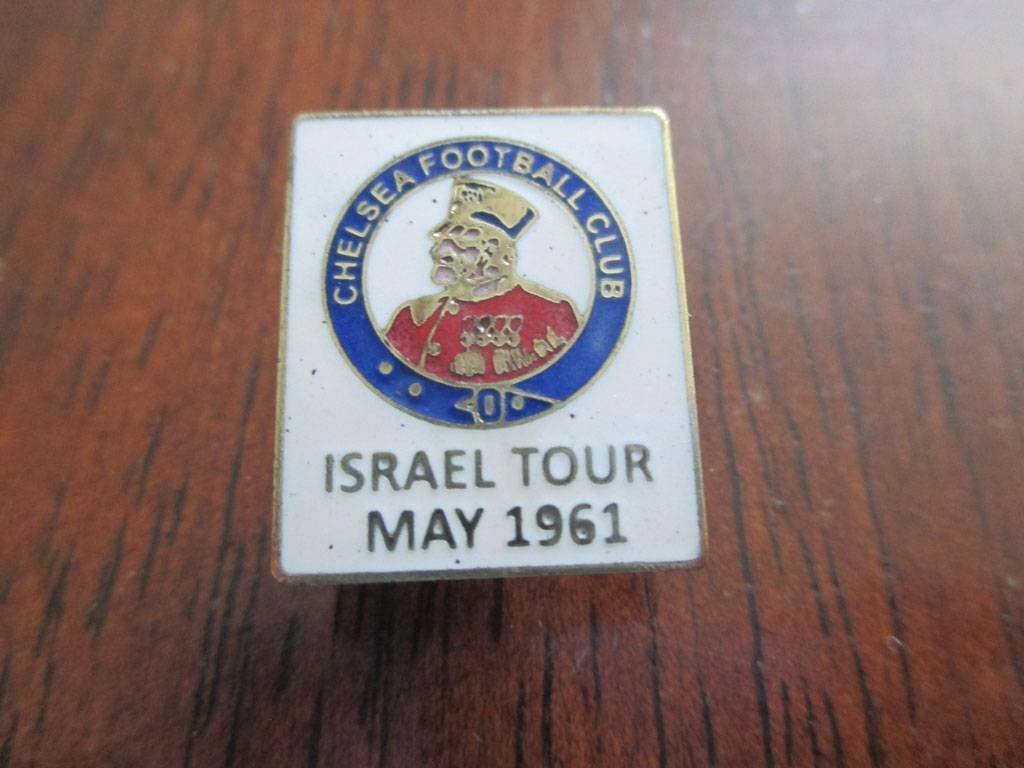 CHELSEA FOOTBALL CLUB
ISRAEL TOUR
MAY 1961